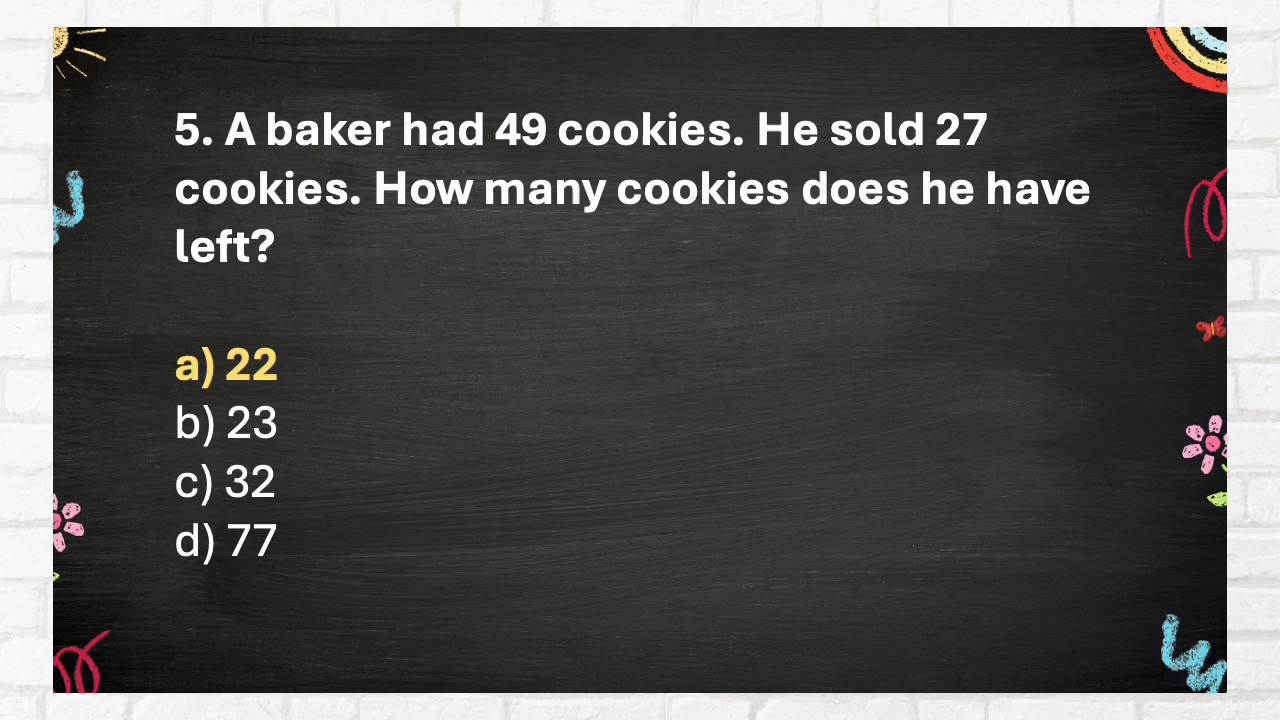 5. A baker had 49 cookies. He sold 27
cookies. How many cookies does he have
left?
a) 22
b) 23
c) 32
d) 77